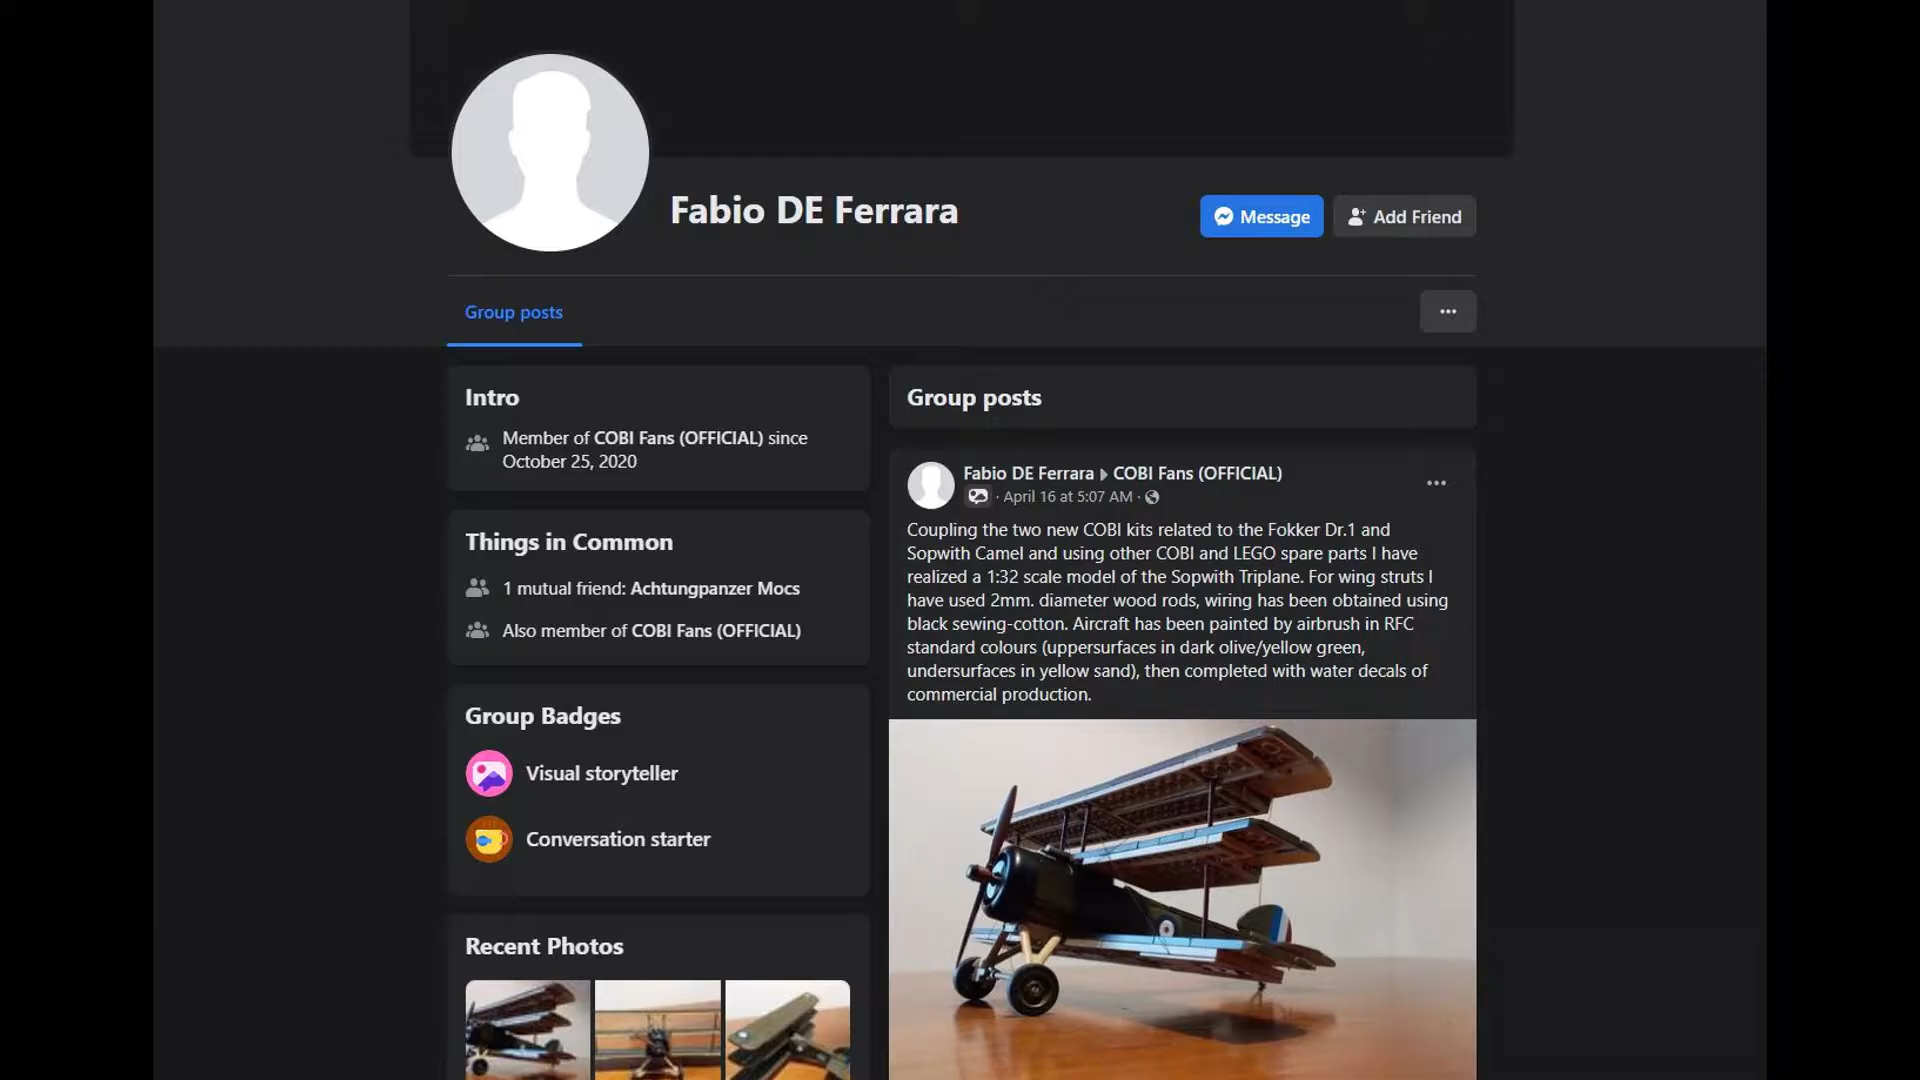 Fabio DE Ferrara
Message
Add Friend
Group posts
Intro
Member of COBI Fans (OFFICIAL) since
October 25, 2020
Things in Common
1 mutual friend: Achtungpanzer Mocs
Also member of COBI Fans (OFFICIAL)
Group Badges
Visual storyteller
Conversation starter
Recent Photos
Group posts
Fabio DE Ferrara COBI Fans (OFFICIAL)
· April 16 at 5:07 AM ·
Coupling the two new COBI kits related to the Fokker Dr.1 and
Sopwith Camel and using other COBI and LEGO spare parts I have
realized a 1:32 scale model of the Sopwith Triplane. For wing struts I
have used 2mm. diameter wood rods, wiring has been obtained using
black sewing-cotton. Aircraft has been painted by airbrush in RFC
standard colours (uppersurfaces in dark olive/yellow green,
undersurfaces in yellow sand), then completed with water decals of
commercial production.